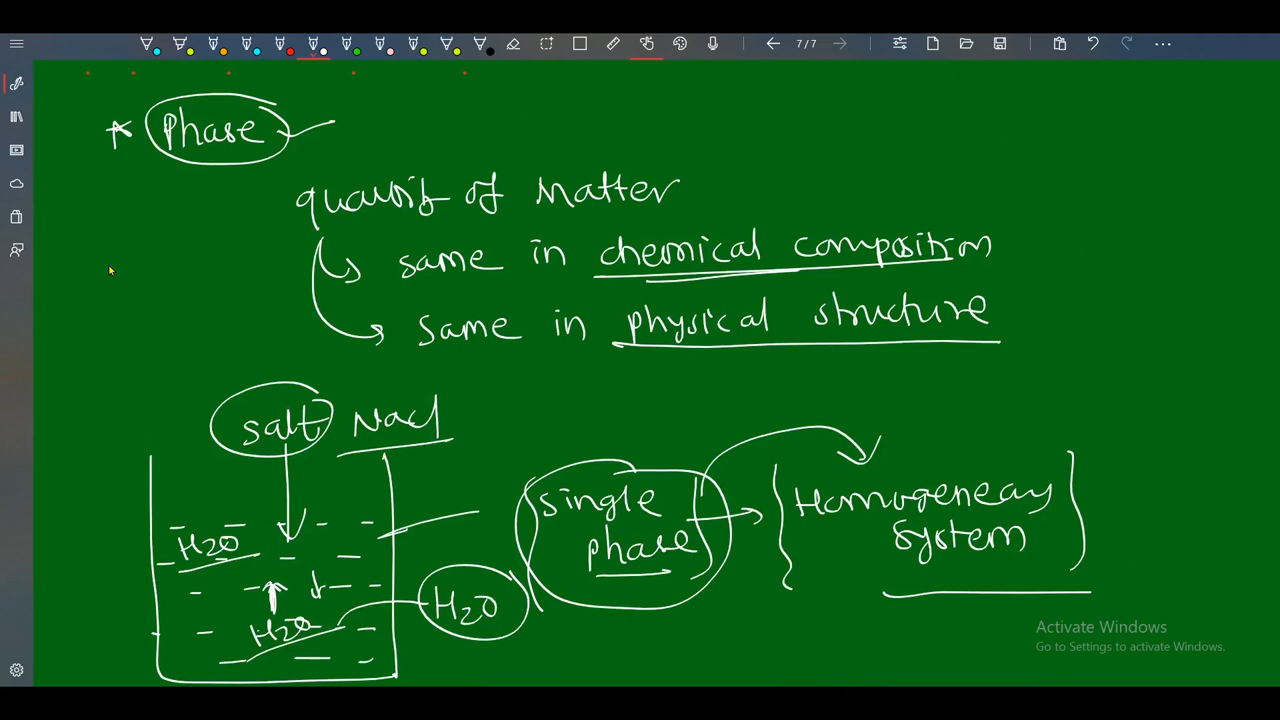 7/7
* Phase
quantity of Matter
same in chemical composition
same in physical structure
salt Nacl
H2O
H2O
H2O
single
phase
Homogeneous
system
Activate Windows
Go to Settings to activate Windows.